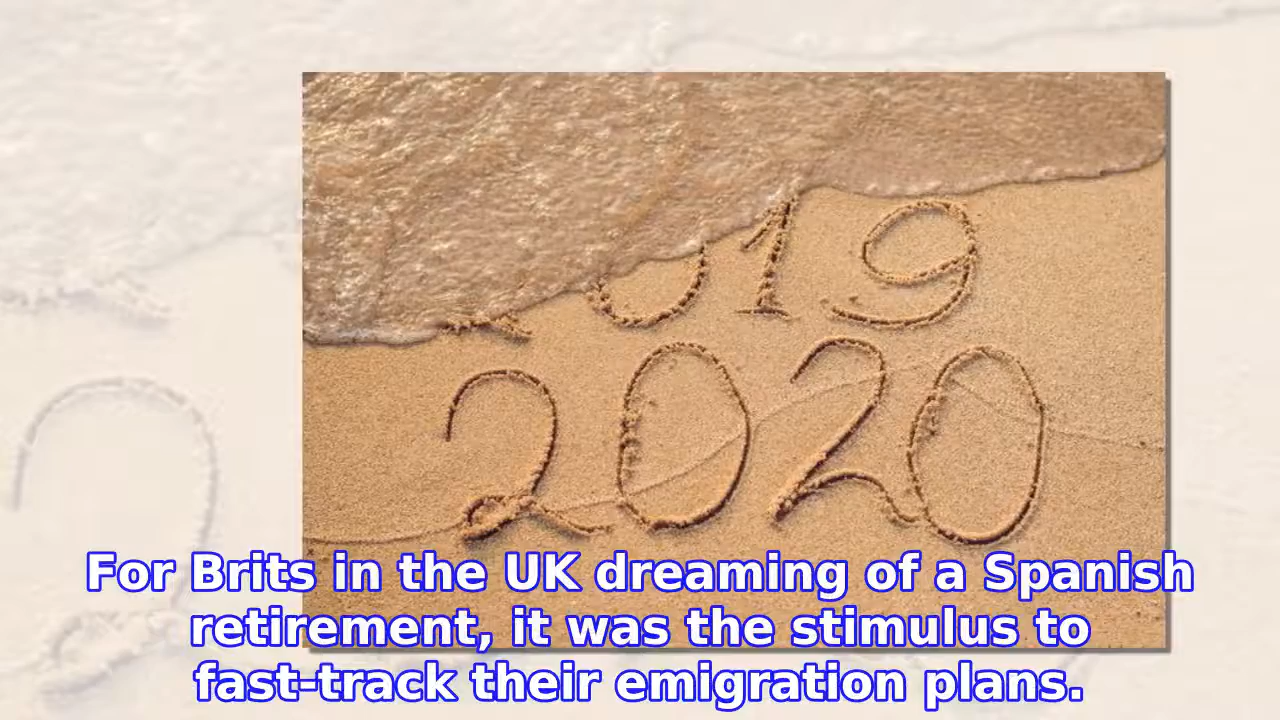 019
2020
For Brits in the UK dreaming of a Spanish
retirement, it was the stimulus to
fast-track their emigration plans.